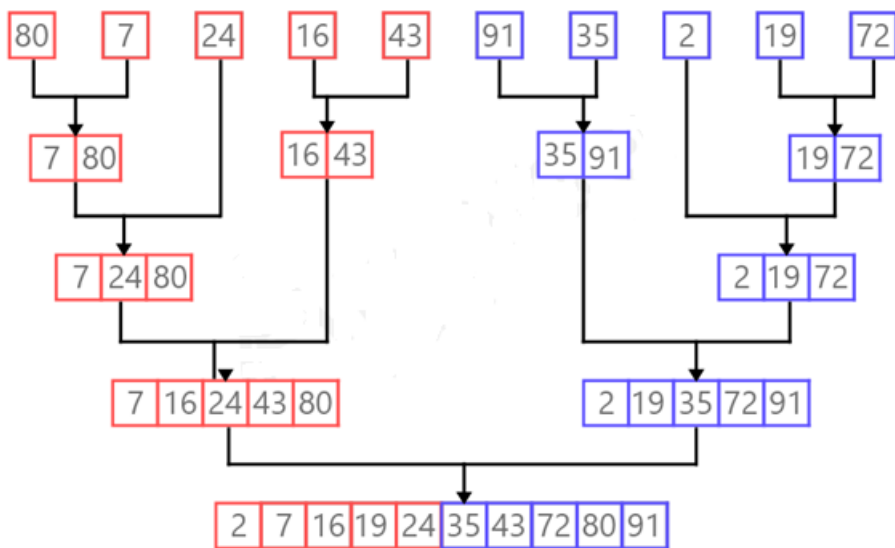 80 7 24 16 43 91 35 2 19 72
7 80 16 43 35 91 19 72
7 24 80 2 19 72
7 16 24 43 80 2 19 35 72 91
2 7 16 19 24 35 43 72 80 91